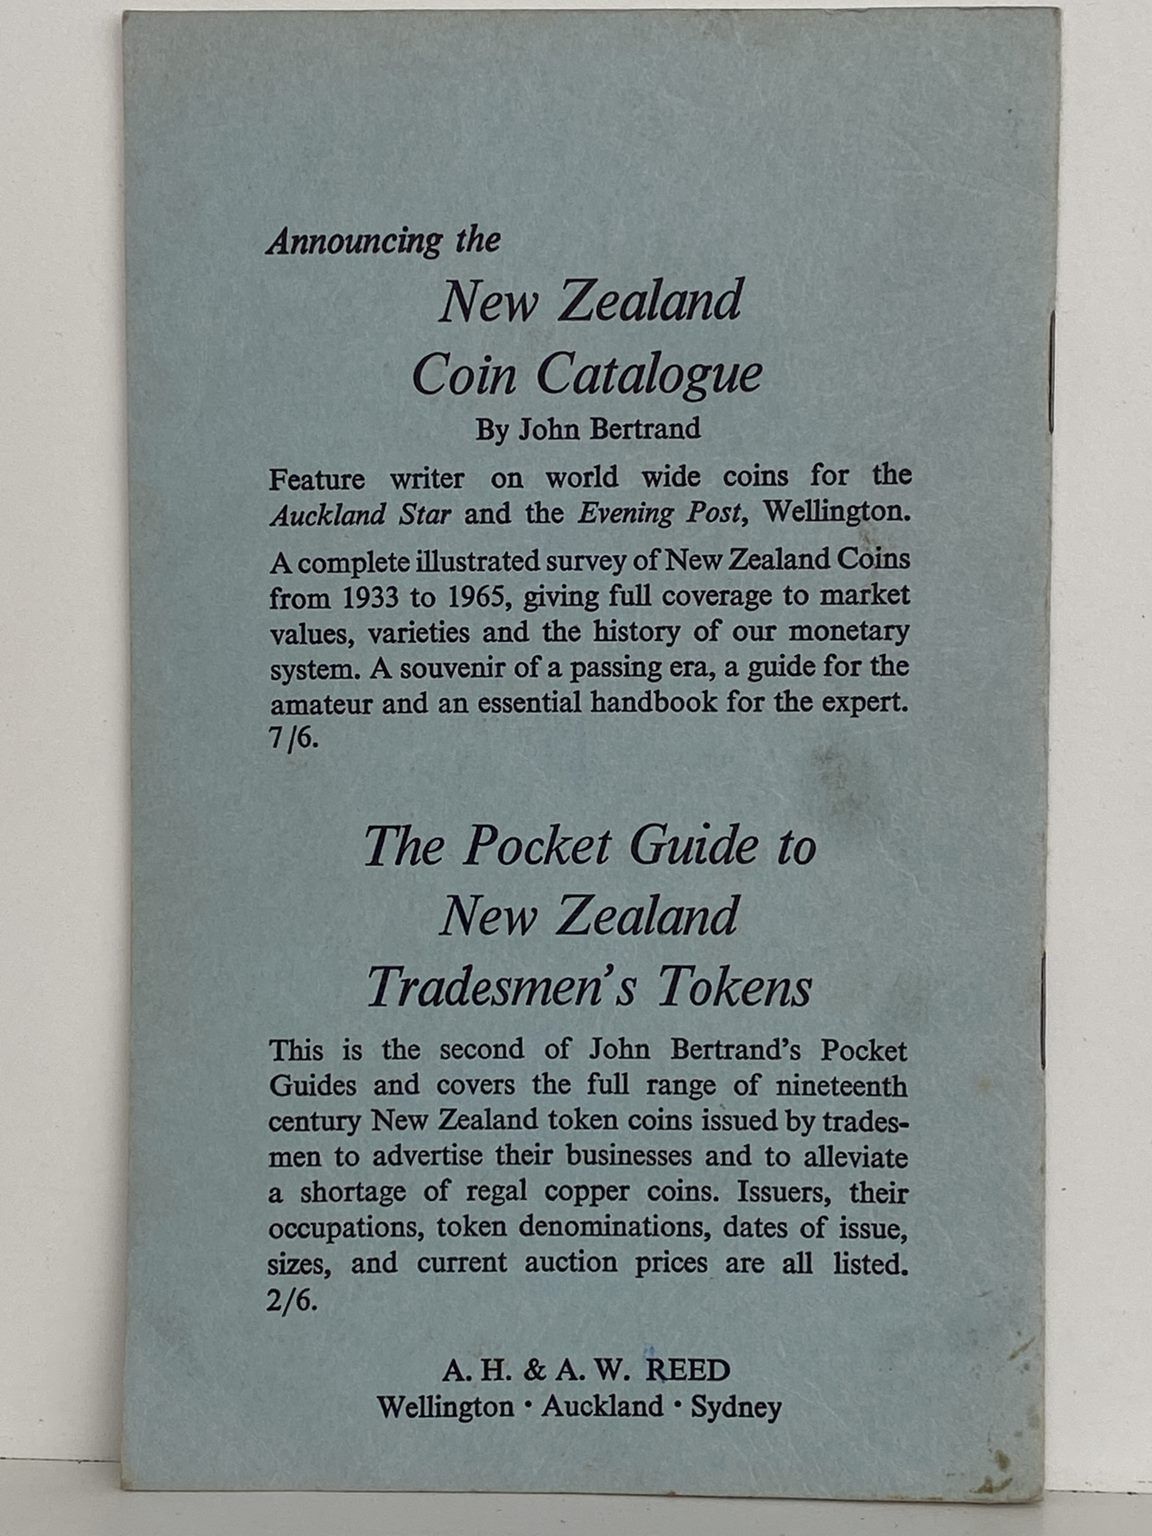 Announcing the
New Zealand
Coin Catalogue
By John Bertrand
Feature writer on world wide coins for the
Auckland Star and the Evening Post, Wellington.
A complete illustrated survey of New Zealand Coins
from 1933 to 1965, giving full coverage to market
values, varieties and the history of our monetary
system. A souvenir of a passing era, a guide for the
amateur and an essential handbook for the expert.
7/6.
The Pocket Guide to
New Zealand
Tradesmen's Tokens
This is the second of John Bertrand's Pocket
Guides and covers the full range of nineteenth
century New Zealand token coins issued by trades-
men to advertise their businesses and to alleviate
a shortage of regal copper coins. Issuers, their
occupations, token denominations, dates of issue,
sizes, and current auction prices are all listed.
2/6.
A. H. & A. W. REED
Wellington • Auckland • Sydney